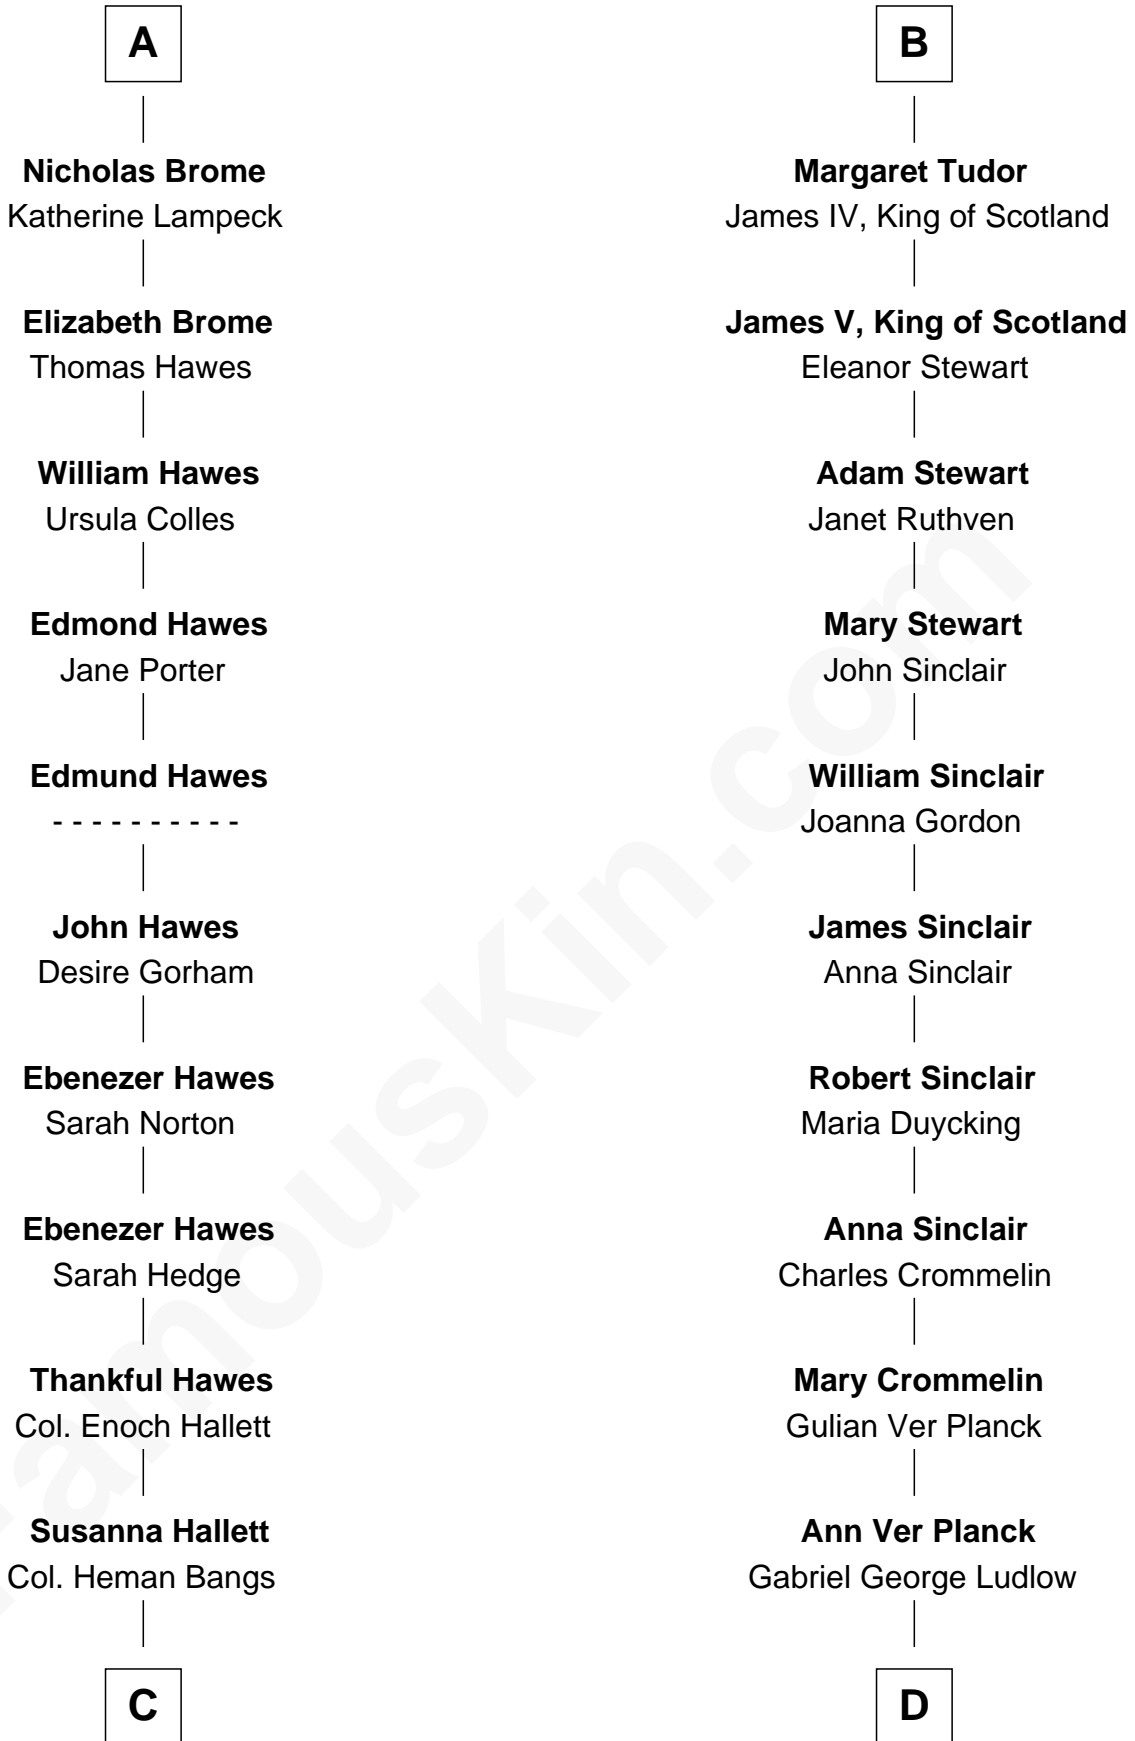 A
Nicholas Brome
Katherine Lampeck
Elizabeth Brome
Thomas Hawes
William Hawes
Ursula Colles
Edmond Hawes
Jane Porter
Edmund Hawes
- - - - - - - - - -
John Hawes
Desire Gorham
Ebenezer Hawes
Sarah Norton
Ebenezer Hawes
Sarah Hedge
Thankful Hawes
Col. Enoch Hallett
Susanna Hallett
Col. Heman Bangs
C
B
Margaret Tudor
James IV, King of Scotland
James V, King of Scotland
Eleanor Stewart
Adam Stewart
Janet Ruthven
Mary Stewart
John Sinclair
William Sinclair
Joanna Gordon
James Sinclair
Anna Sinclair
Robert Sinclair
Maria Duycking
Anna Sinclair
Charles Crommelin
Mary Crommelin
Gulian Ver Planck
Ann Ver Planck
Gabriel George Ludlow
D
FamousKin.com